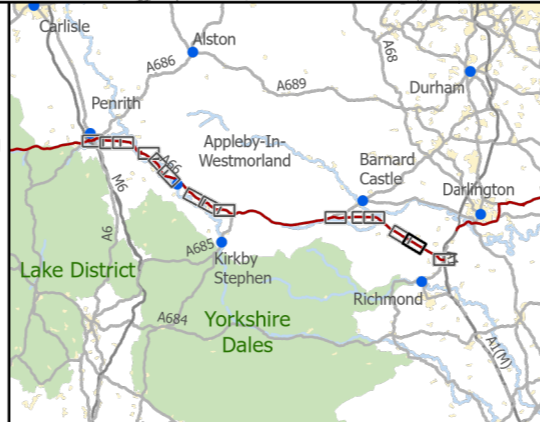 Carlisle
Alston
A68
A686
A689
Durham
Penrith
Appleby-In-
Westmorland
A66
Barnard
Castle
Darlington
M6
A6
A685
Lake District
Kirkby
Stephen
Richmond
A684
Yorkshire
Dales
A1(M)